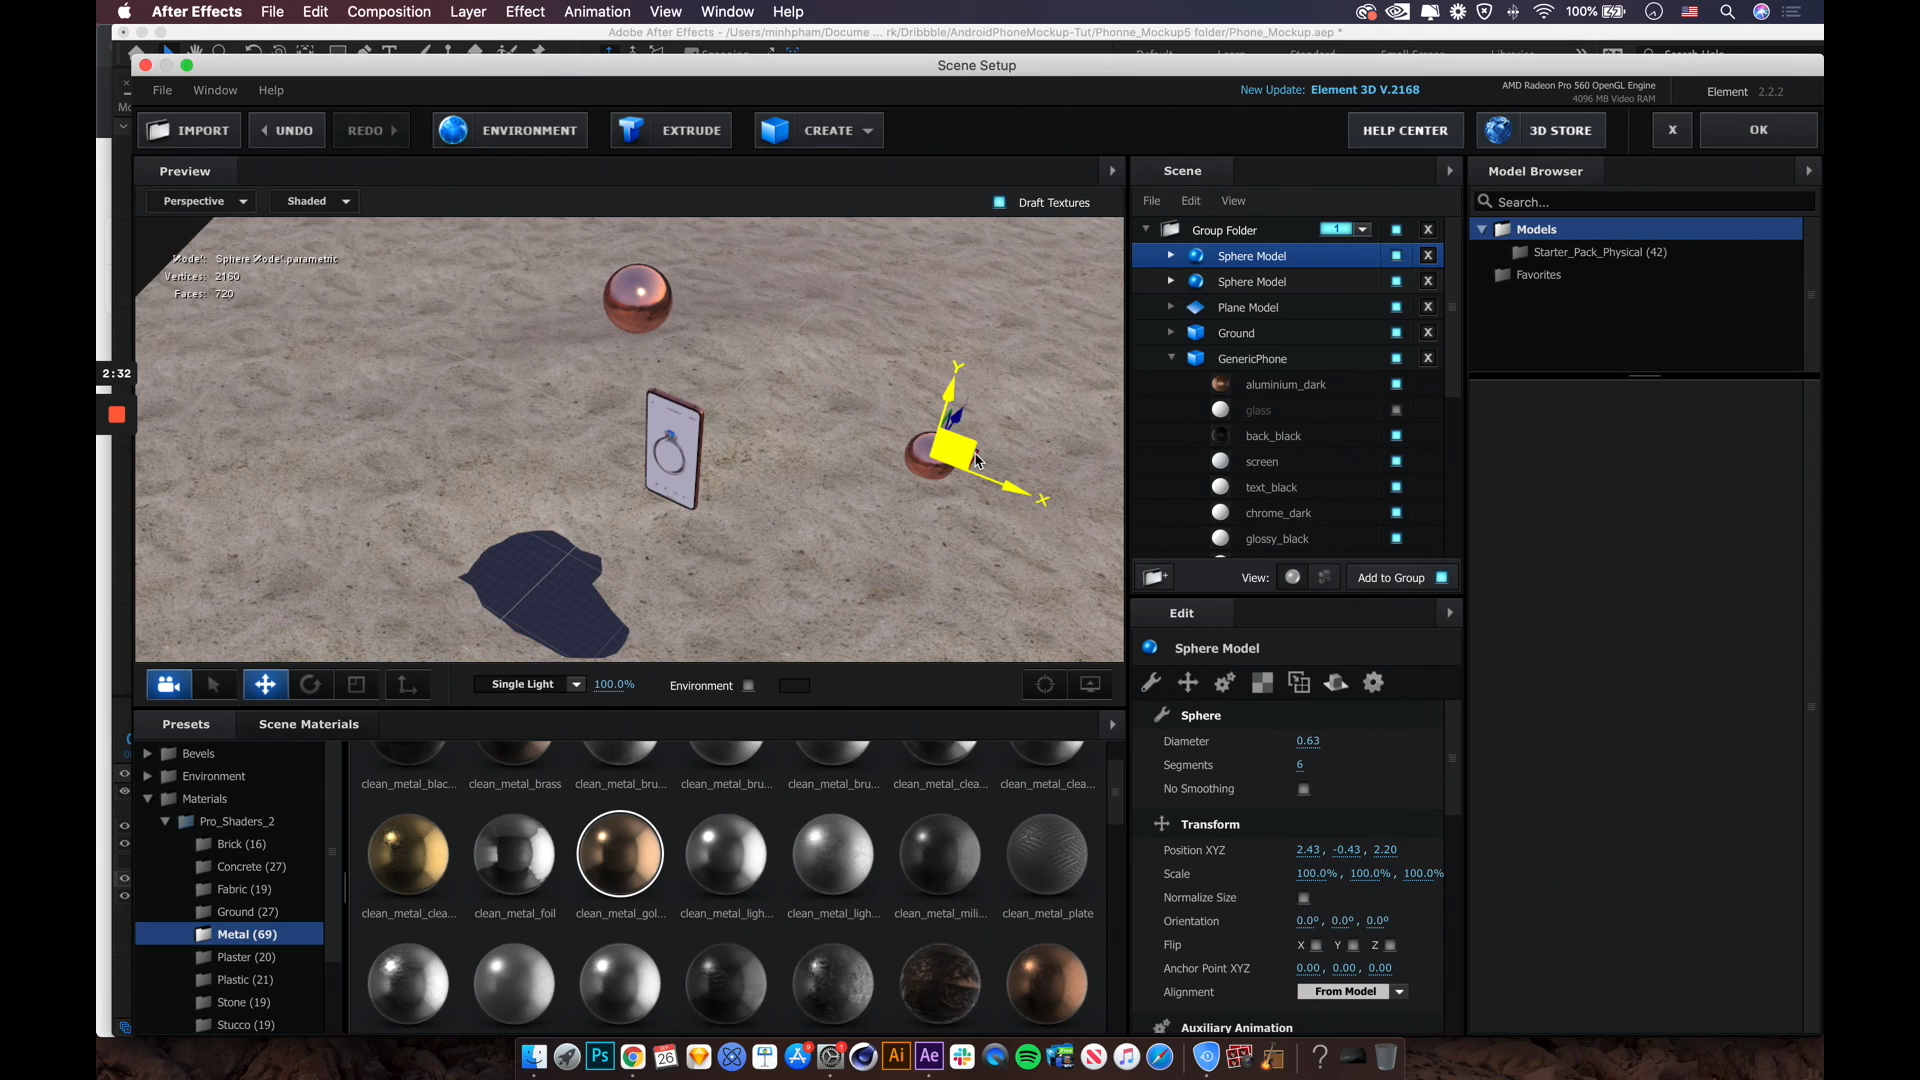 After Effects File Edit Composition Layer Effect Animation View Window Help 100%
Adobe After Effects - /Users/minhpham/Docume ... rk/Dribbble/AndroidPhoneMockup-Tut/Phonne_Mockup5 folder/Phone_Mockup.aep *
Scene Setup
File Window Help
New Update: Element 3D V.2168
AMD Radeon Pro 560 OpenGL Engine
4096 MB Video RAM
Element 2.2.2
IMPORT UNDO REDO ENVIRONMENT EXTRUDE CREATE HELP CENTER 3D STORE X OK
Preview
Perspective Shaded Draft Textures
Model: Sphere Model.parametric
Vertices: 2160
Faces: 720
Y
X
2:32
Single Light 100.0% Environment
Presets Scene Materials
Bevels
Environment
Materials
Pro_Shaders_2
Brick (16)
Concrete (27)
Fabric (19)
Ground (27)
Metal (69)
Plaster (20)
Plastic (21)
Stone (19)
Stucco (19)
clean_metal_blac... clean_metal_brass clean_metal_bru... clean_metal_bru... clean_metal_bru... clean_metal_clea... clean_metal_clea...
clean_metal_clea... clean_metal_foil clean_metal_gol... clean_metal_ligh... clean_metal_ligh... clean_metal_mili... clean_metal_plate
Scene
File Edit View
Group Folder 1 X
Sphere Model X
Sphere Model X
Plane Model X
Ground X
GenericPhone X
aluminium_dark
glass
back_black
screen
text_black
chrome_dark
glossy_black
View: Add to Group
Edit
Sphere Model
Sphere
Diameter 0.63
Segments 6
No Smoothing
Transform
Position XYZ 2.43, -0.43, 2.20
Scale 100.0%, 100.0%, 100.0%
Normalize Size
Orientation 0.0º, 0.0º, 0.0º
Flip X Y Z
Anchor Point XYZ 0.00, 0.00, 0.00
Alignment From Model
Auxiliary Animation
Model Browser
Search...
Models
Starter_Pack_Physical (42)
Favorites
SEP
26
Ps Ai Ae